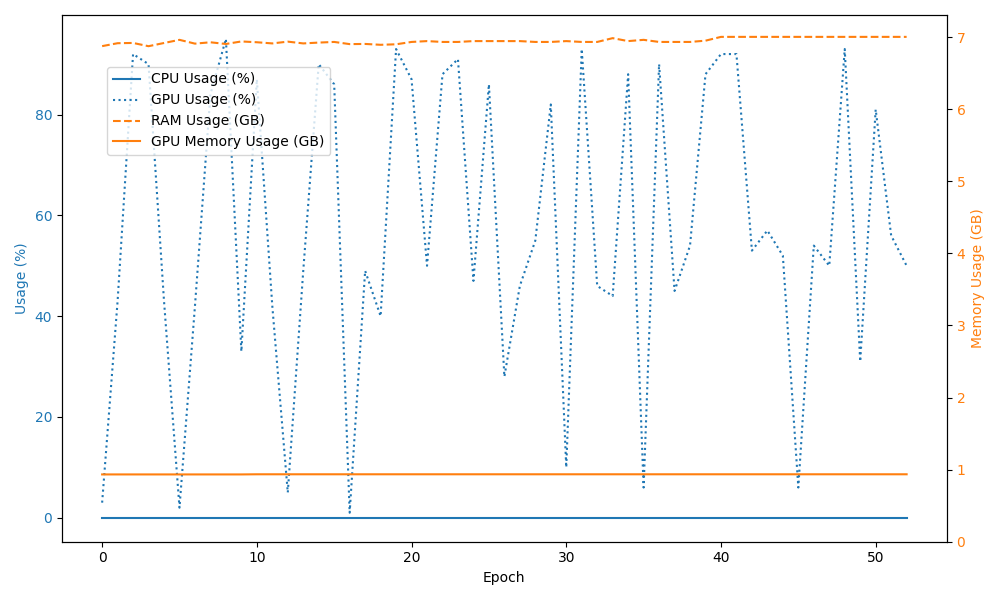 CPU Usage (%)
GPU Usage (%)
RAM Usage (GB)
GPU Memory Usage (GB)
Usage (%)
80
60
40
20
0
7
6
5
4
3
2
1
0
Memory Usage (GB)
0 10 20 30 40 50
Epoch